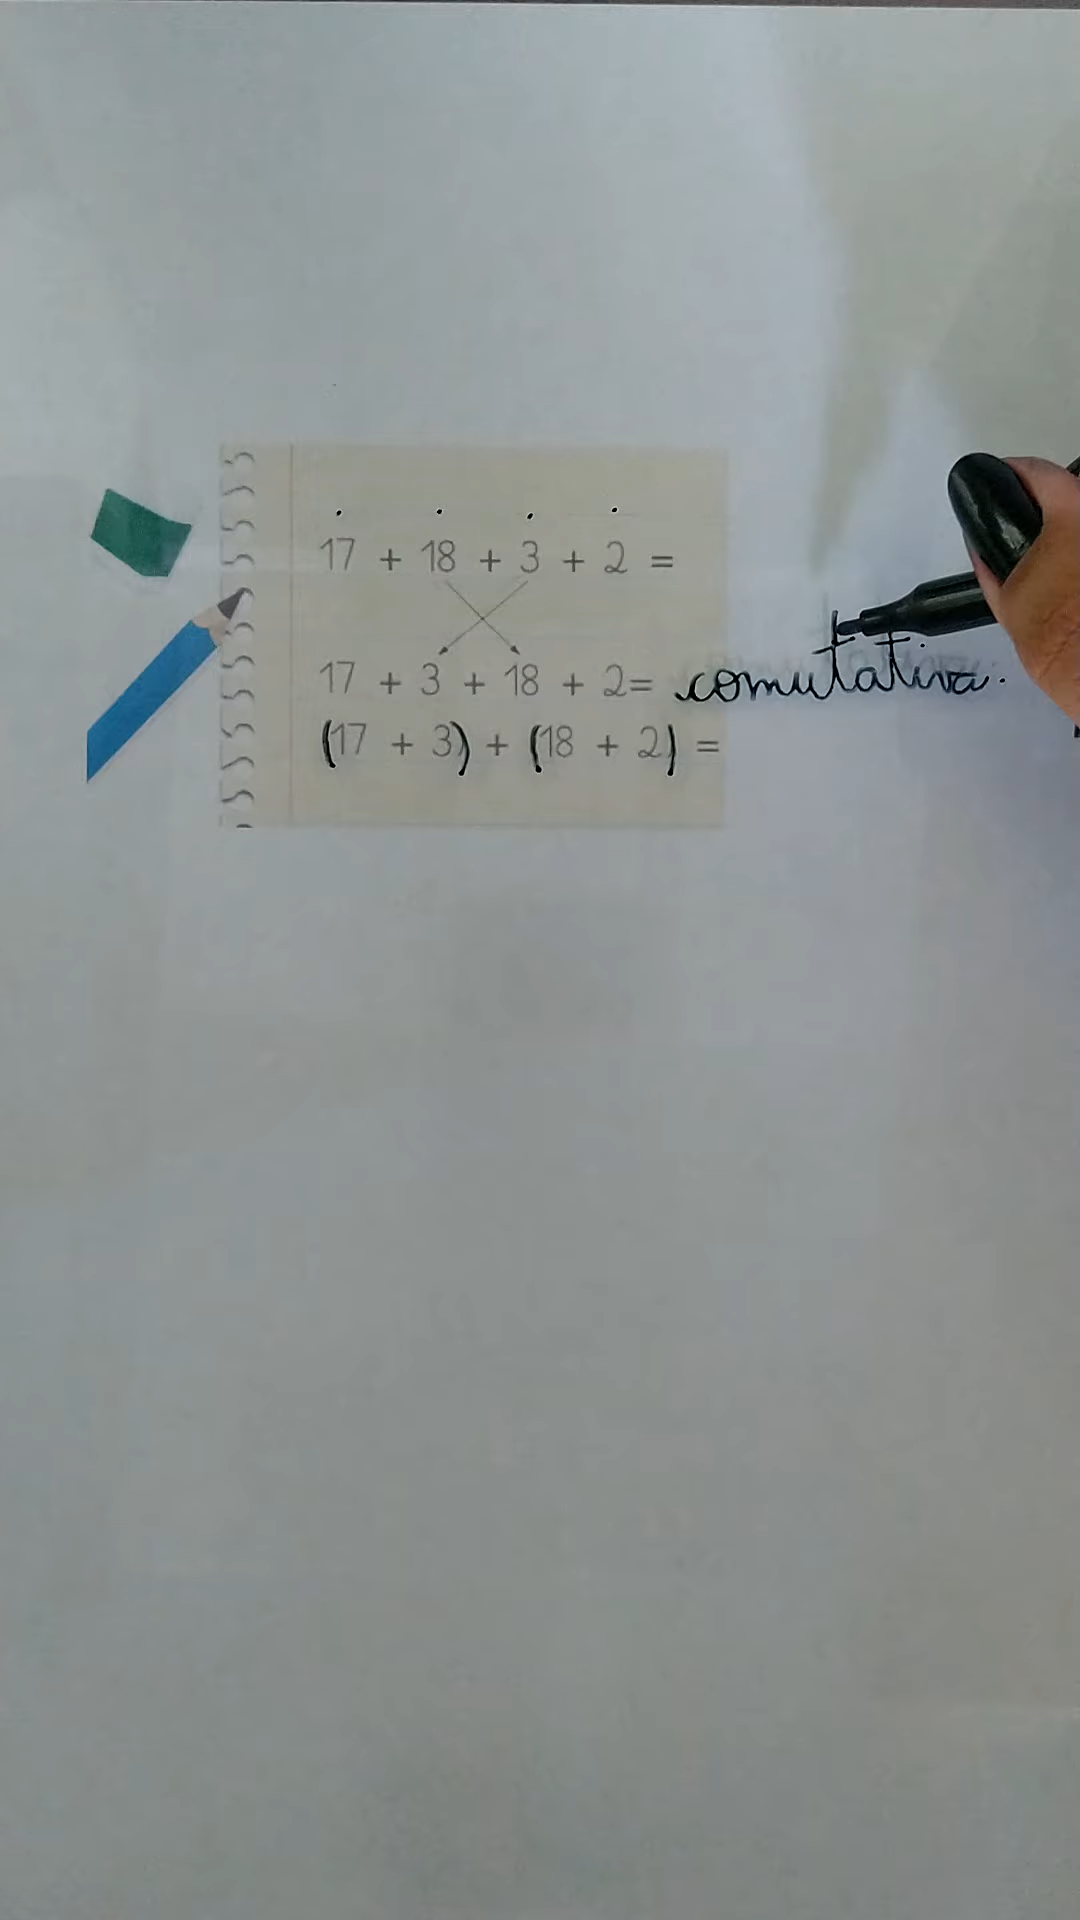 17 + 18 + 3 + 2 =
17 + 3 + 18 + 2= comutativa.
(17 + 3) + (18 + 2) =